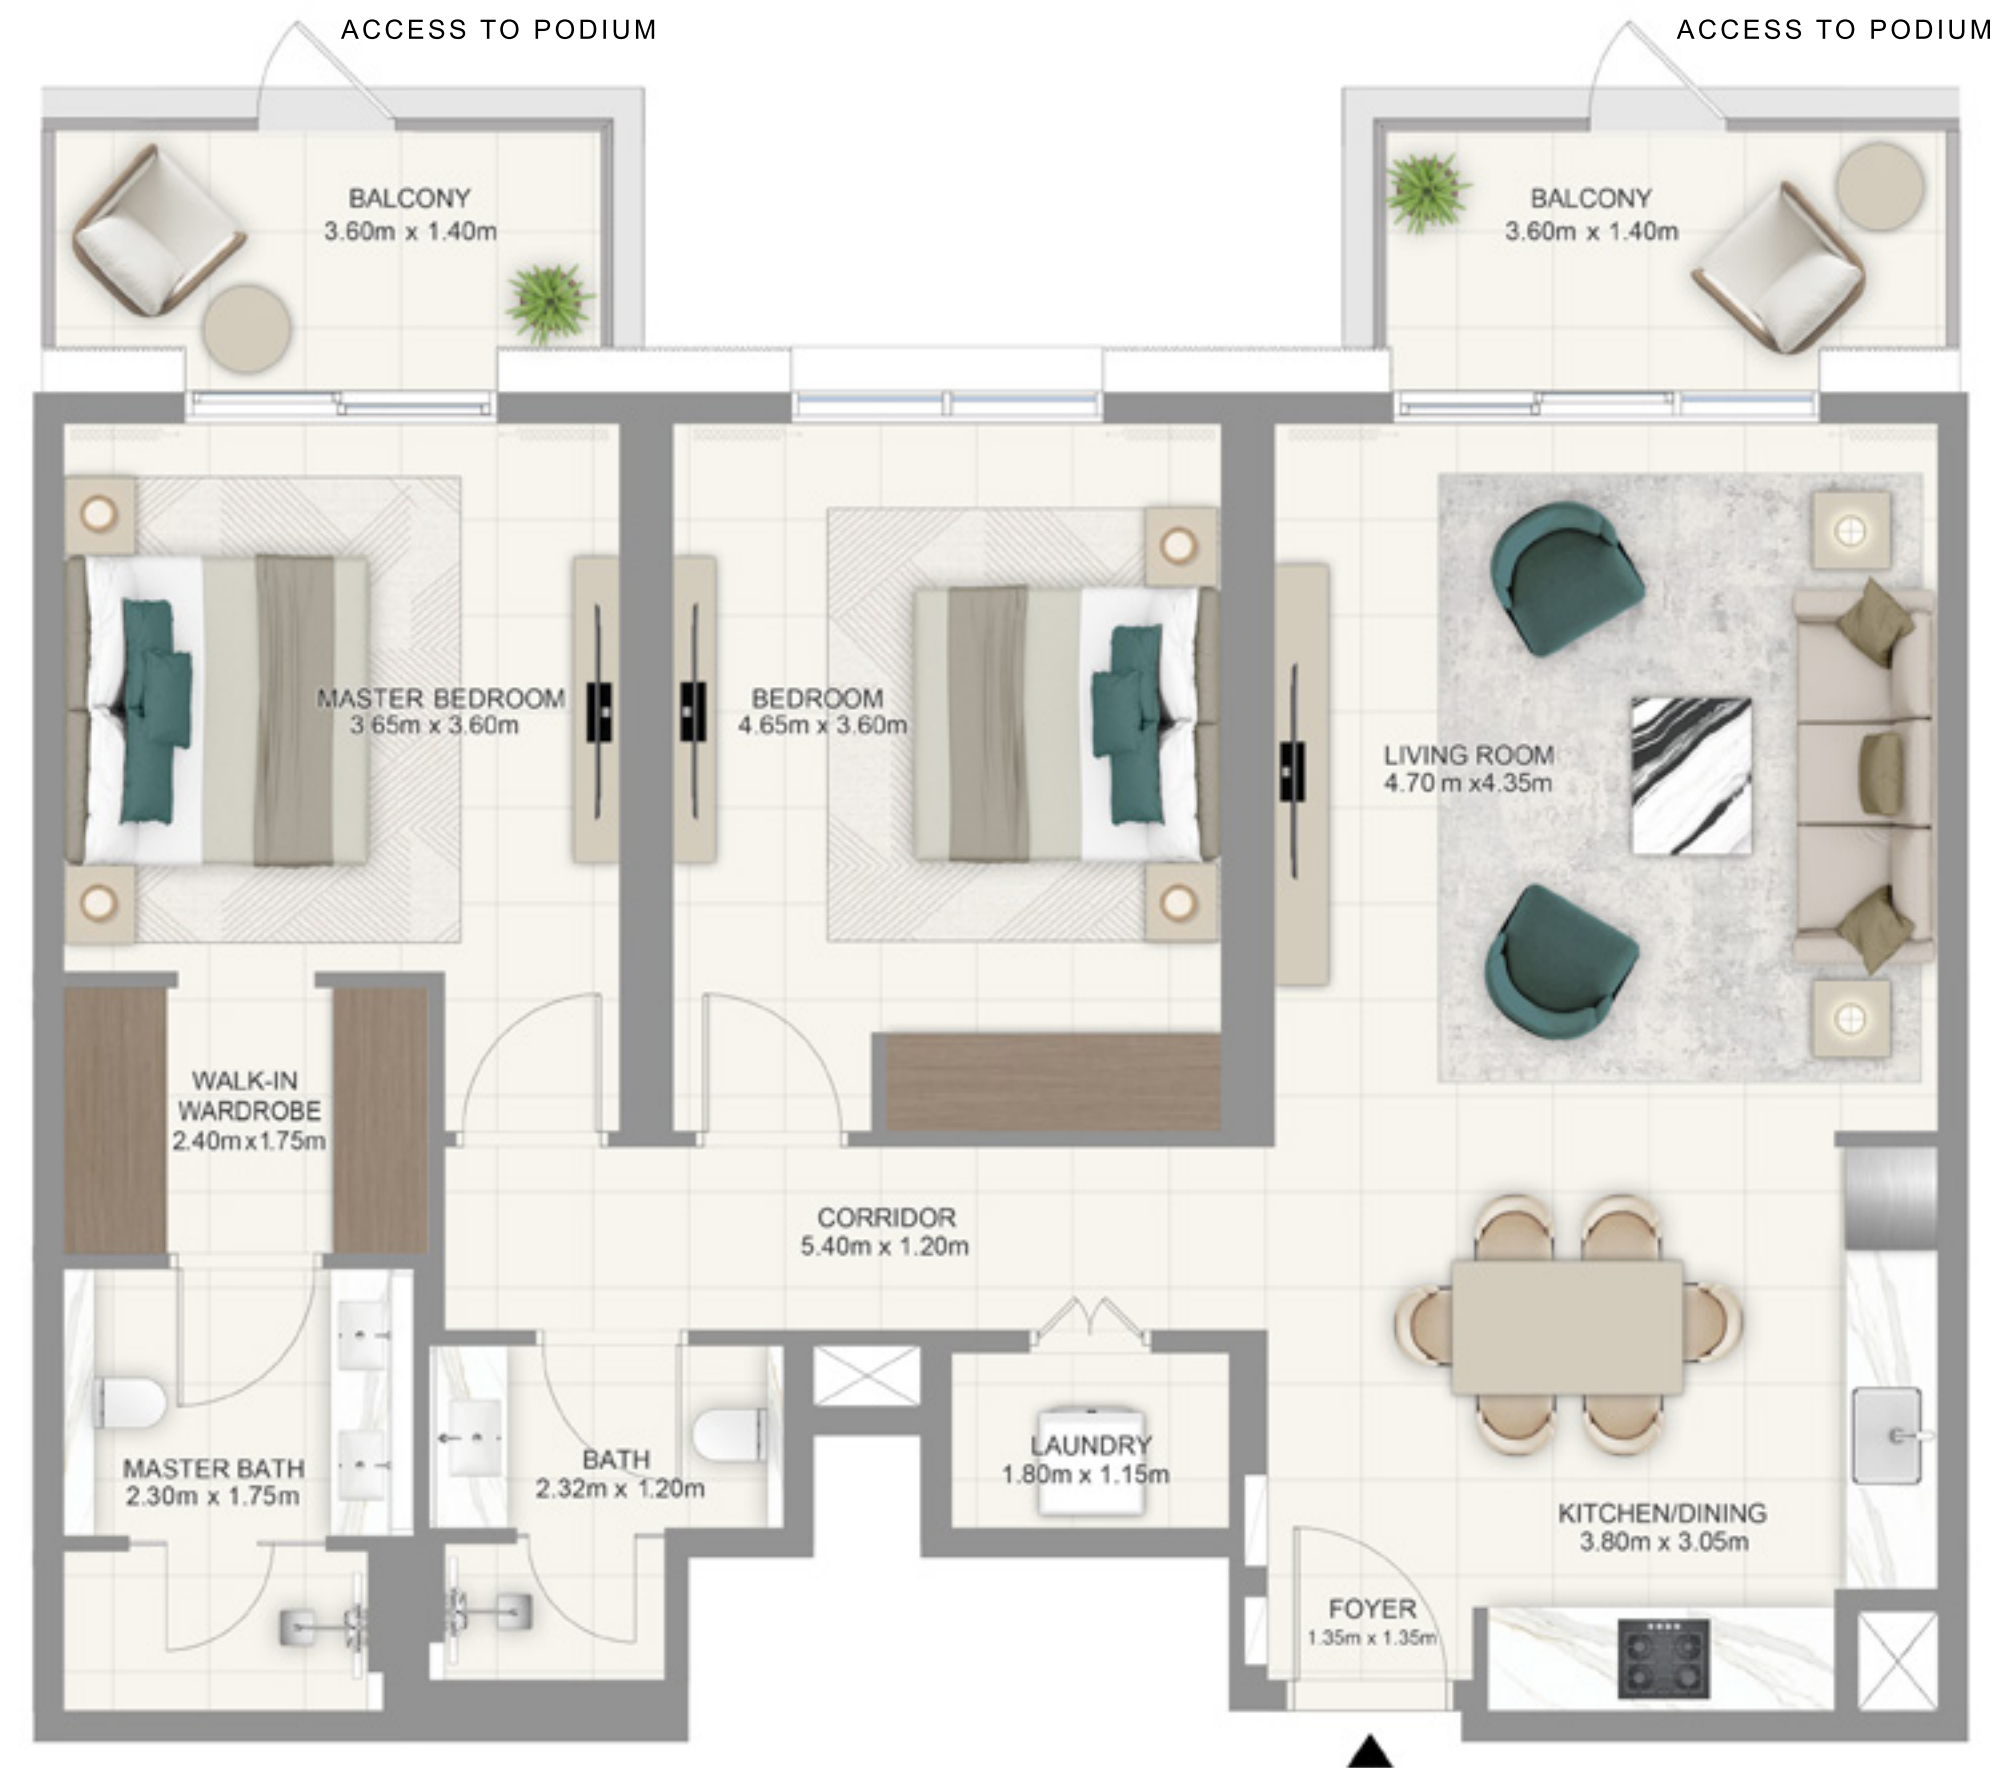 ACCESS TO PODIUM
ACCESS TO PODIUM
BALCONY
3.60m x 1.40m
BALCONY
3.60m x 1.40m
MASTER BEDROOM
3.65m x 3.60m
BEDROOM
4.65m x 3.60m
LIVING ROOM
4.70 m x4.35m
WALK-IN
WARDROBE
2.40mx1.75m
CORRIDOR
5.40m x 1.20m
MASTER BATH
2.30m x 1.75m
BATH
2.32m x 1.20m
LAUNDRY
1.80m x 1.15m
KITCHEN/DINING
3.80m x 3.05m
FOYER
1.35m x 1.35m